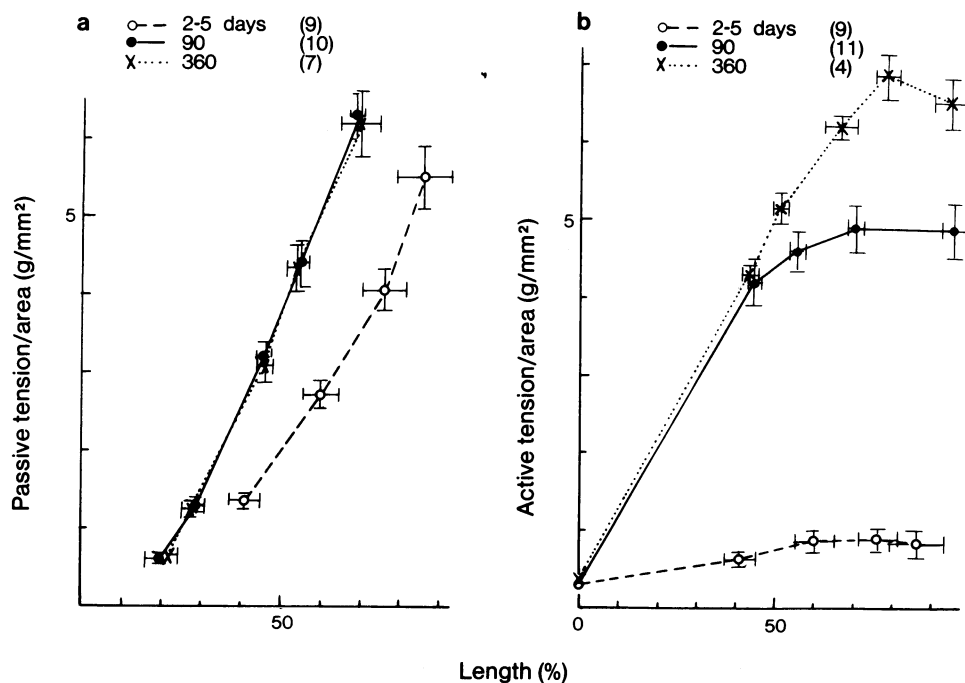 a
2-5 days (9)
90 (10)
360 (7)
Passive tension/area (g/mm²)
5
50
b
2-5 days (9)
90 (11)
360 (4)
Active tension/area (g/mm²)
5
0
50
Length (%)